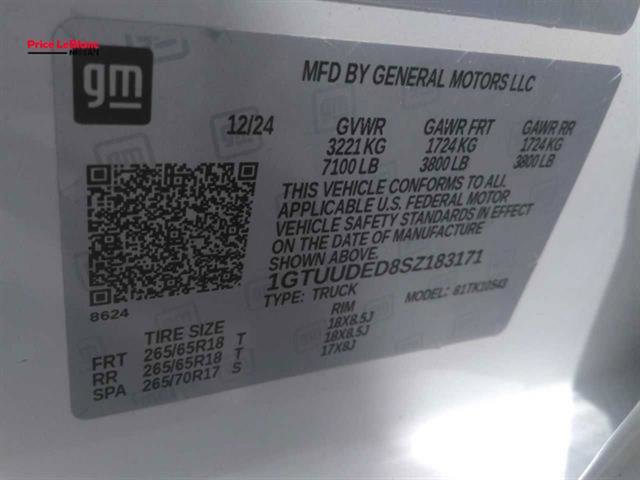 Price LeBlanc
NISSAN
gm
MFD BY GENERAL MOTORS LLC
12/24 GVWR GAWR FRT GAWR RR
3221 KG 1724 KG 1724 KG
7100 LB 3800 LB 3800 LB
THIS VEHICLE CONFORMS TO ALL
APPLICABLE U.S. FEDERAL MOTOR
VEHICLE SAFETY STANDARDS IN EFFECT
ON THE DATE OF MANUFACTURE
SHOWN ABOVE.
1GTUUDED8SZ183171
TYPE: TRUCK MODEL: 81TK10543
8624
TIRE SIZE RIM
FRT 265/65R18 T 18X8.5J
RR 265/65R18 T 18X8.5J
SPA 265/70R17 S 17X8J